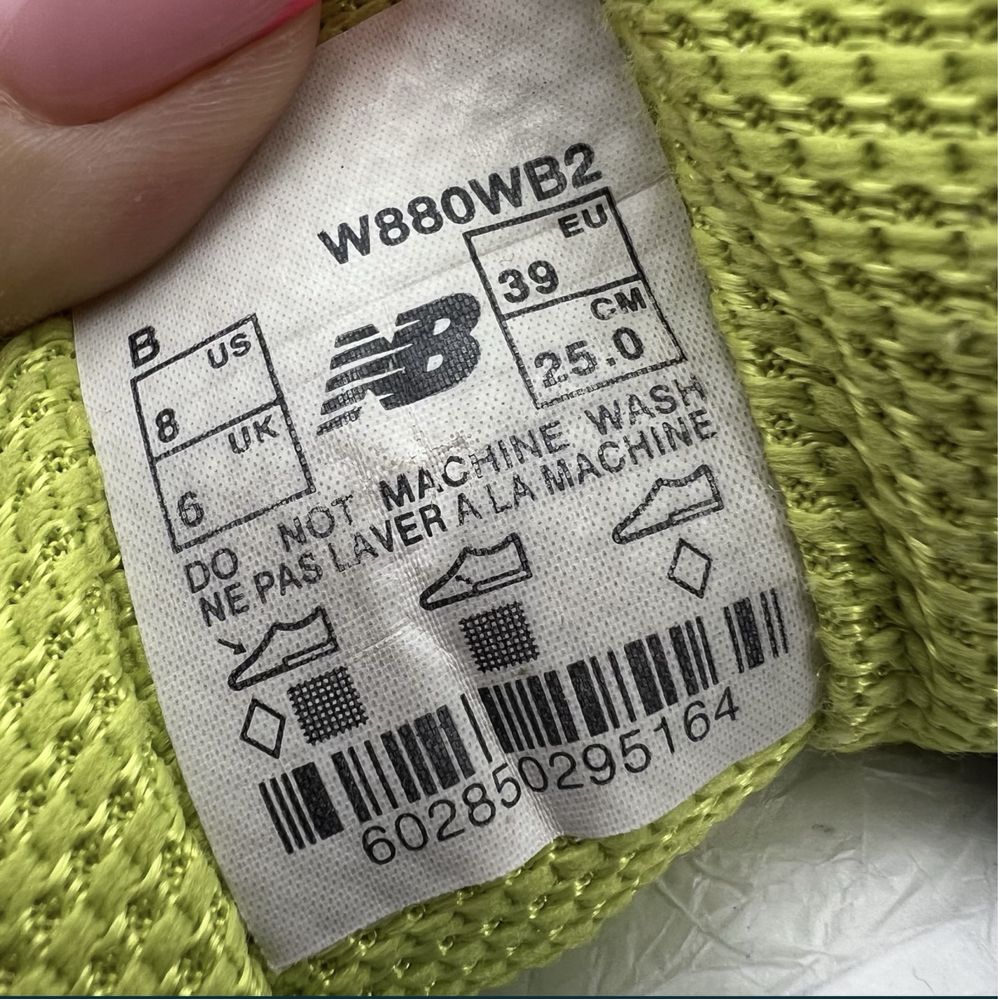 W880WB2
B
US
8
UK
6
NB
EU
39
CM
25.0
DO NOT MACHINE WASH
NE PAS LAVER A LA MACHINE
602850295164